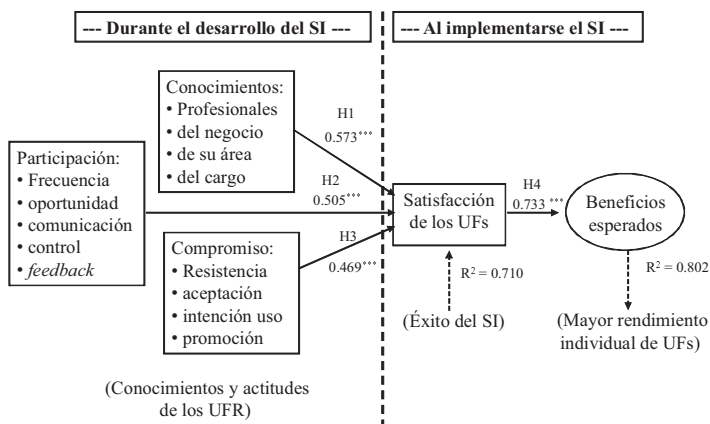 --- Durante el desarrollo del SI ---
--- Al implementarse el SI ---
Conocimientos:
• Profesionales
• del negocio
• de su área
• del cargo
H1
0.573***
Participación:
• Frecuencia
• oportunidad
• comunicación
• control
• feedback
H2
0.505***
Satisfacción
de los UFs
H4
0.733 ***
Beneficios
esperados
Compromiso:
• Resistencia
• aceptación
• intención uso
• promoción
H3
0.469***
R² = 0.710
R² = 0.802
(Éxito del SI)
(Mayor rendimiento
individual de UFs)
(Conocimientos y actitudes
de los UFR)